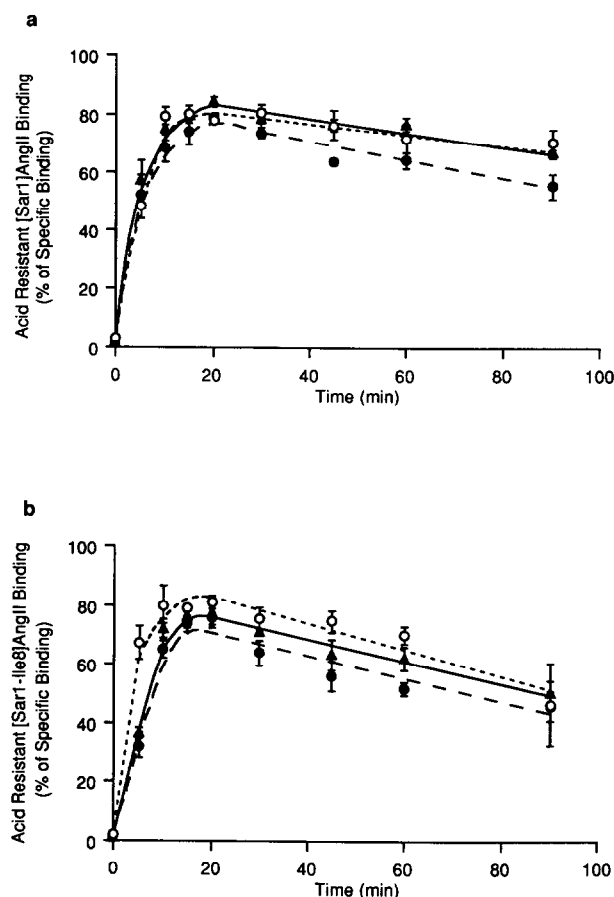 a
Acid Resistant [Sar1]AngII Binding
(% of Specific Binding)
100
80
60
40
20
0
0 20 40 60 80 100
Time (min)
b
Acid Resistant [Sar1-Ile8]AngII Binding
(% of Specific Binding)
100
80
60
40
20
0
0 20 40 60 80 100
Time (min)